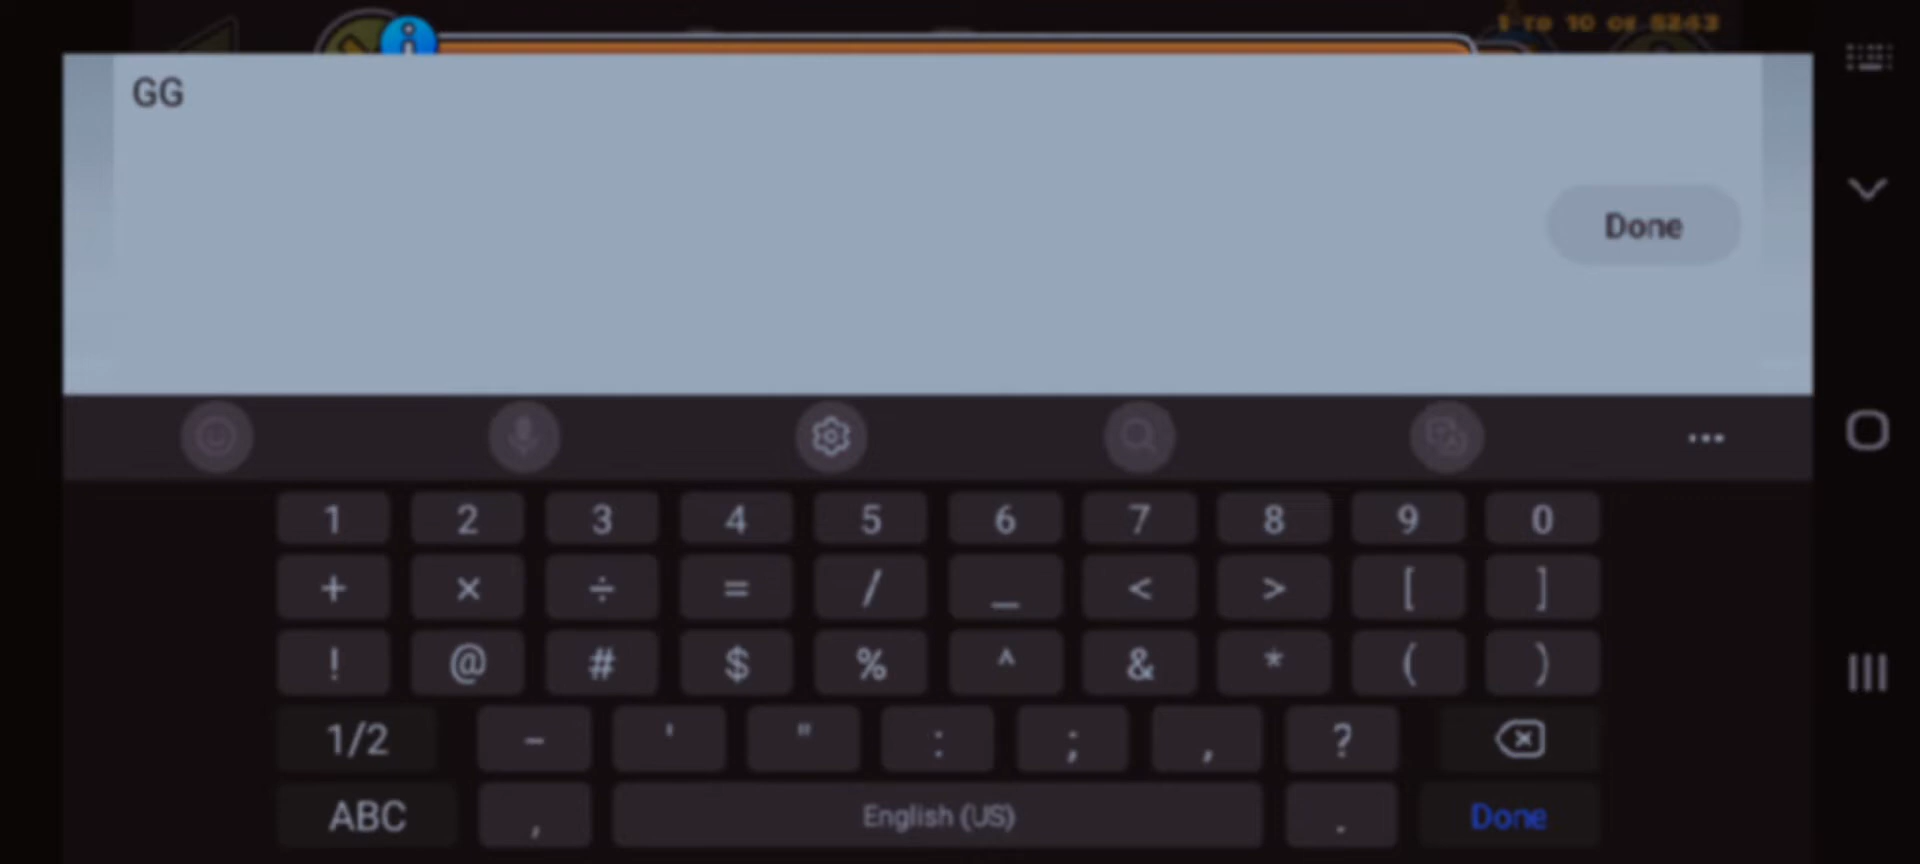 1 TO 10 OF 5243
GG
Done
1 2 3 4 5 6 7 8 9 0
+ × ÷ = / _ < > [ ]
! @ # $ % ^ & * ( )
1/2 - ' " : ; , ?
ABC , English (US) . Done